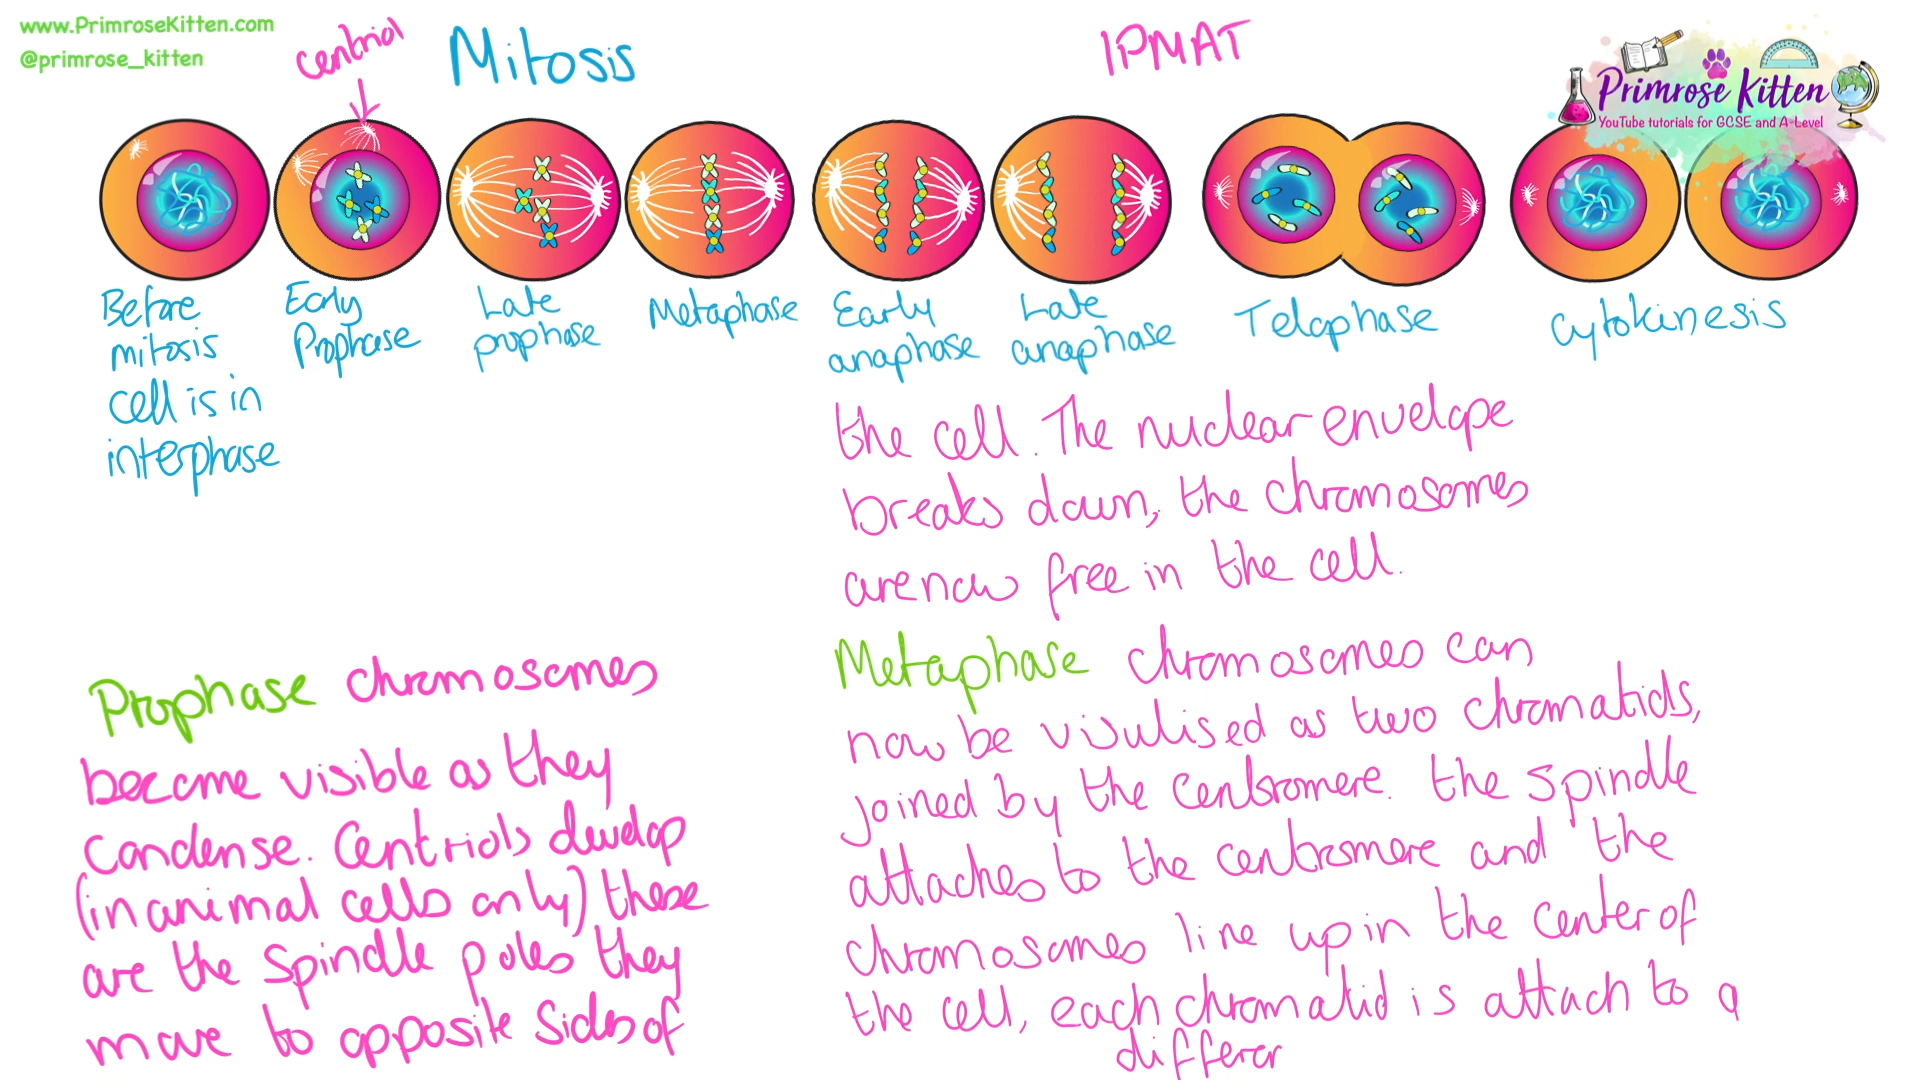 www.PrimroseKitten.com
@primrose_kitten
centriol
Mitosis
IPMAT
Primrose Kitten
YouTube tutorials for GCSE and A-Level
Before
mitosis
cell is in
interphase
Early
Prophase
Late
prophase
Metaphase
Early
anaphase
Late
anaphase
Telophase
Cytokinesis
Prophase chromosomes
become visible as they
condense. Centriols develop
(in animal cells only) these
are the spindle poles they
move to opposite sides of
the cell. The nuclear envelope
breaks down, the chromosomes
are now free in the cell.
Metaphase chromosomes can
now be visulised as two chromatids,
joined by the centromere. the spindle
attaches to the centromere and the
chromosomes line up in the center of
the cell, each chromatid is attach to a
differer